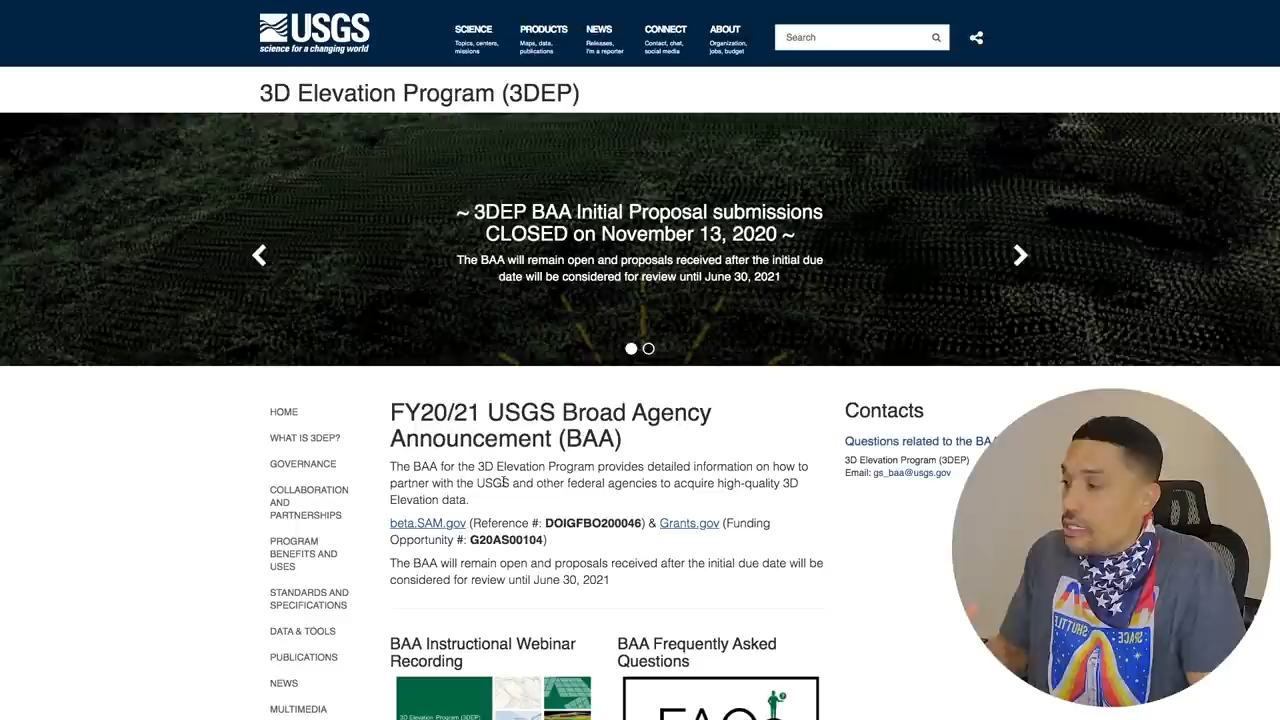 USGS
science for a changing world
SCIENCE
Topics, centers,
missions
PRODUCTS
Maps, data,
publications
NEWS
Releases,
I'm a reporter
CONNECT
Contact, chat,
social media
ABOUT
Organization,
jobs, budget
Search
3D Elevation Program (3DEP)
~ 3DEP BAA Initial Proposal submissions
CLOSED on November 13, 2020 ~
The BAA will remain open and proposals received after the initial due
date will be considered for review until June 30, 2021
HOME
WHAT IS 3DEP?
GOVERNANCE
COLLABORATION
AND
PARTNERSHIPS
PROGRAM
BENEFITS AND
USES
STANDARDS AND
SPECIFICATIONS
DATA & TOOLS
PUBLICATIONS
NEWS
MULTIMEDIA
FY20/21 USGS Broad Agency
Announcement (BAA)
The BAA for the 3D Elevation Program provides detailed information on how to
partner with the USGS and other federal agencies to acquire high-quality 3D
Elevation data.
beta.SAM.gov (Reference #: DOIGFBO200046) & Grants.gov (Funding
Opportunity #: G20AS00104)
The BAA will remain open and proposals received after the initial due date will be
considered for review until June 30, 2021
BAA Instructional Webinar
Recording
3D Elevation Program (3DEP)
BAA Frequently Asked
Questions
FAQs
Contacts
Questions related to the BAA
3D Elevation Program (3DEP)
Email: gs_baa@usgs.gov
SPACE
SHUTTLE